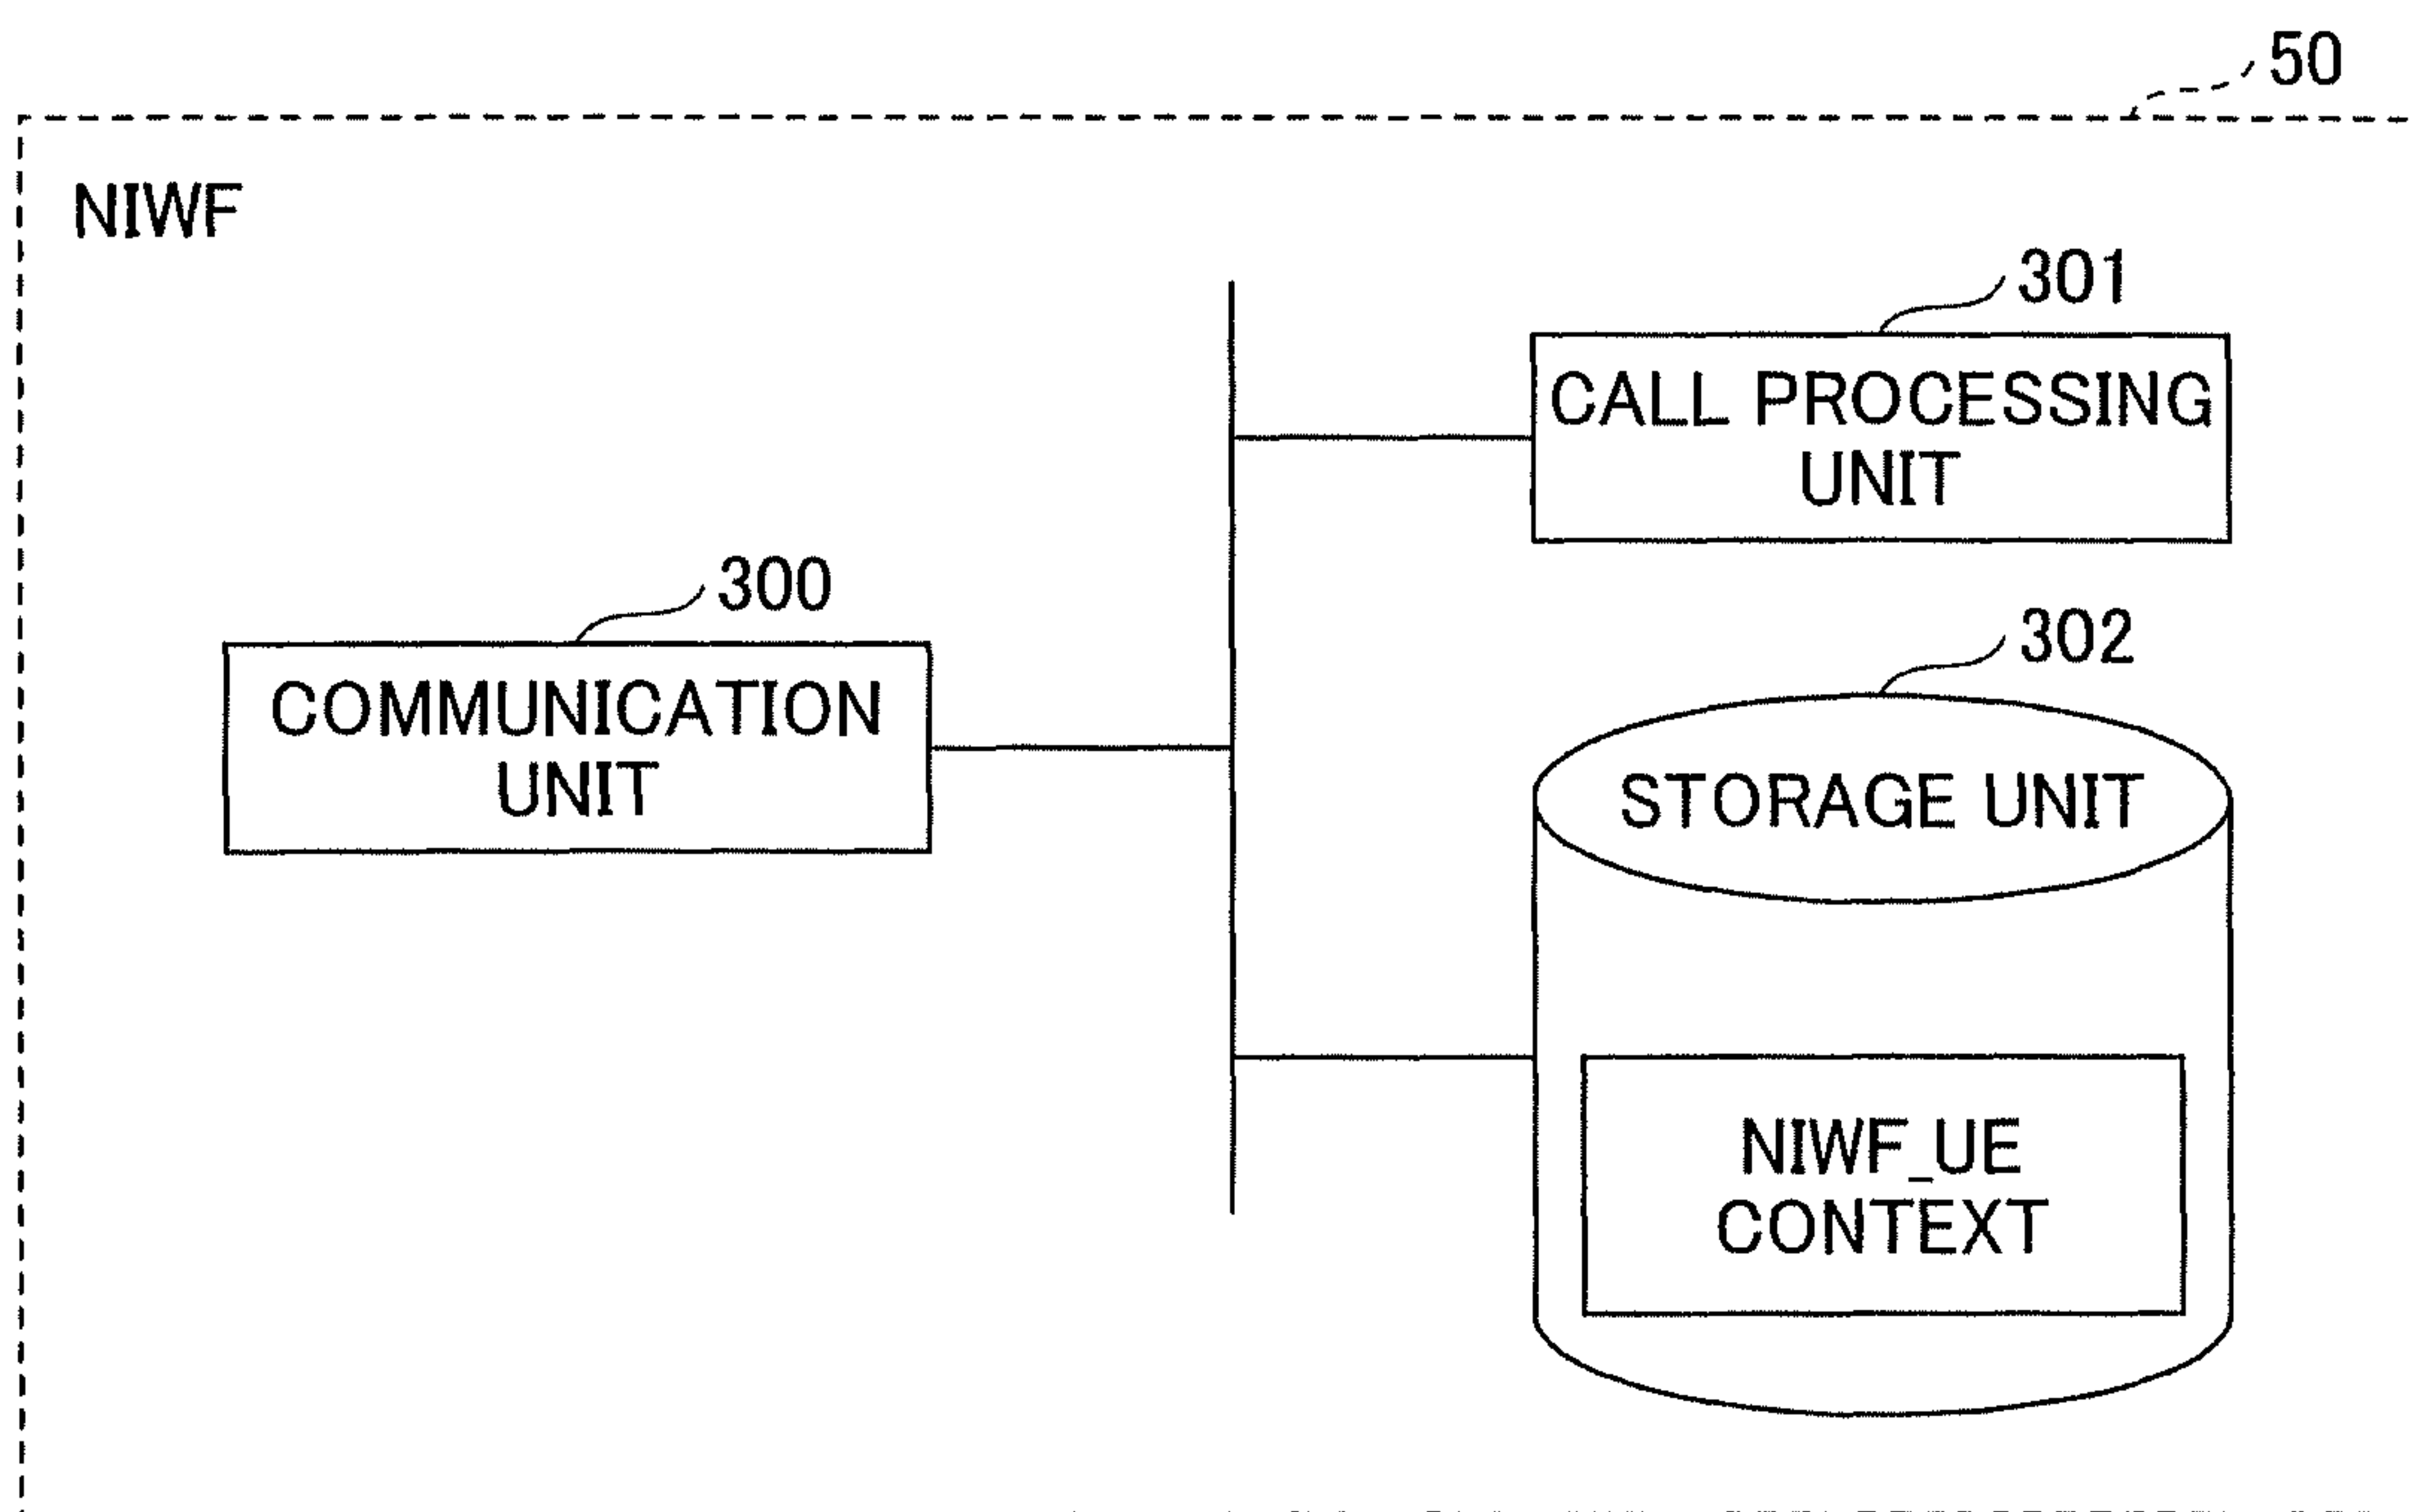 50
NIWF
301
CALL PROCESSING
UNIT
300
COMMUNICATION
UNIT
302
STORAGE UNIT
NIWF_UE
CONTEXT